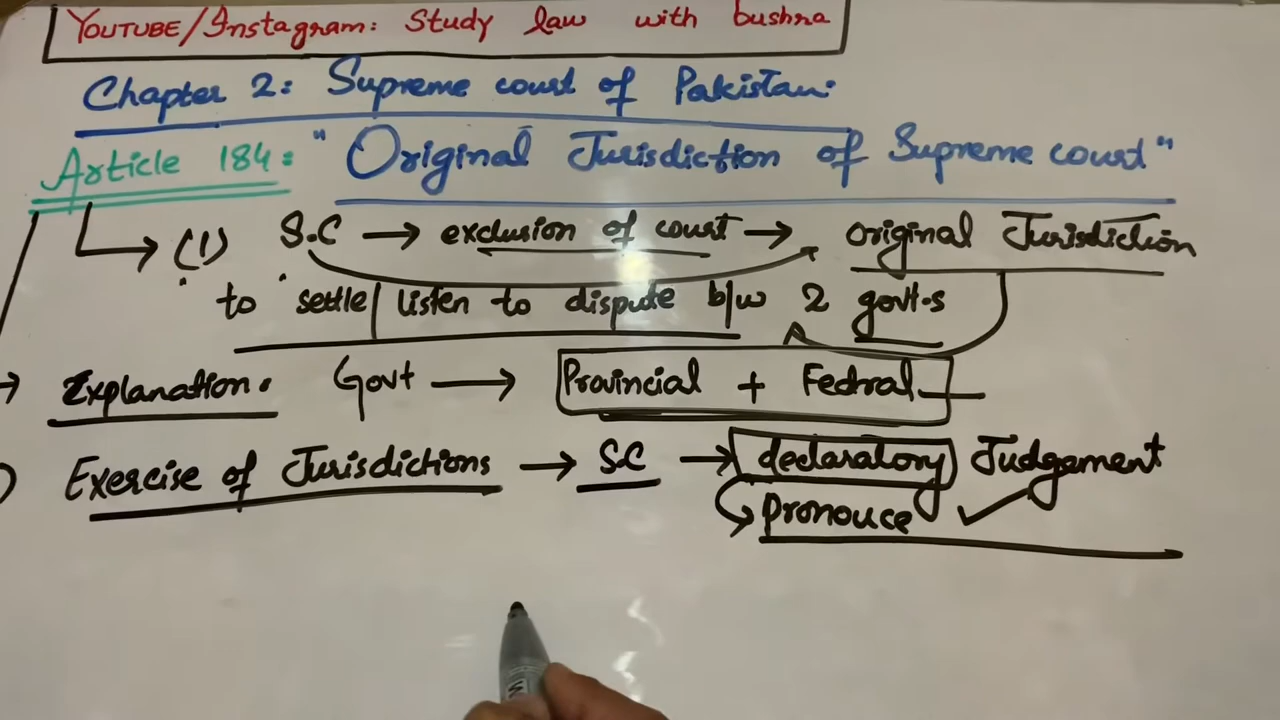 YOUTUBE/Instagram: Study law with bushra
Chapter 2: Supreme court of Pakistan:
Article 184: "Original Jurisdiction of Supreme court"
(1) S.C → exclusion of court → original Jurisdiction
to settle/listen to dispute b/w 2 govt.s
→ Explanation. Govt → Provincial + Fedral
Exercise of Jurisdictions → SC → declaratory Judgement
pronouce ✓